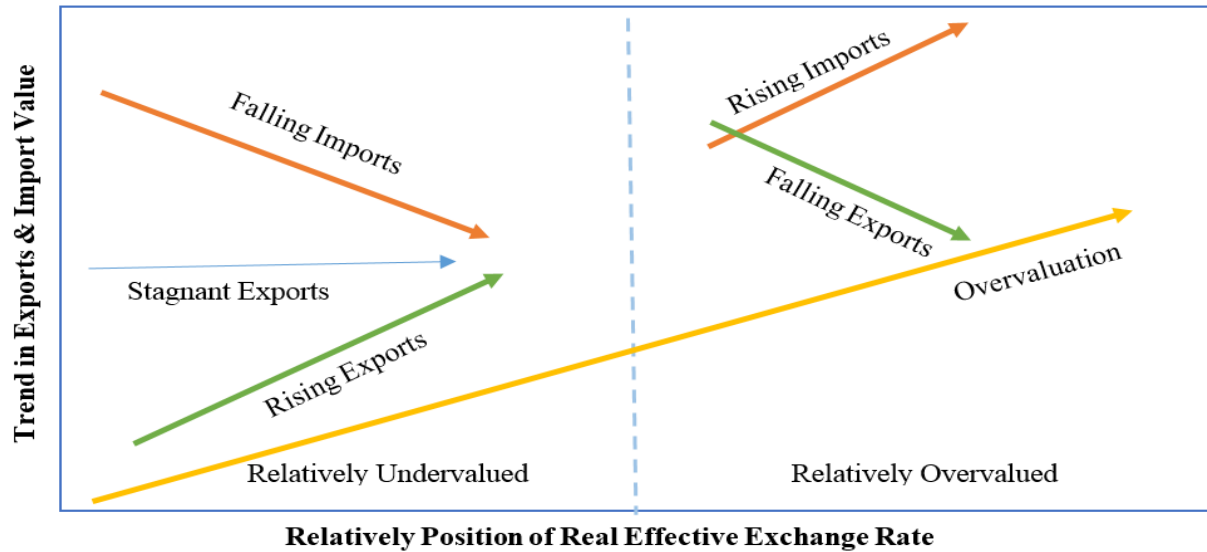 Trend in Exports & Import Value
Falling Imports
Rising Imports
Falling Exports
Stagnant Exports
Overvaluation
Rising Exports
Relatively Undervalued
Relatively Overvalued
Relatively Position of Real Effective Exchange Rate